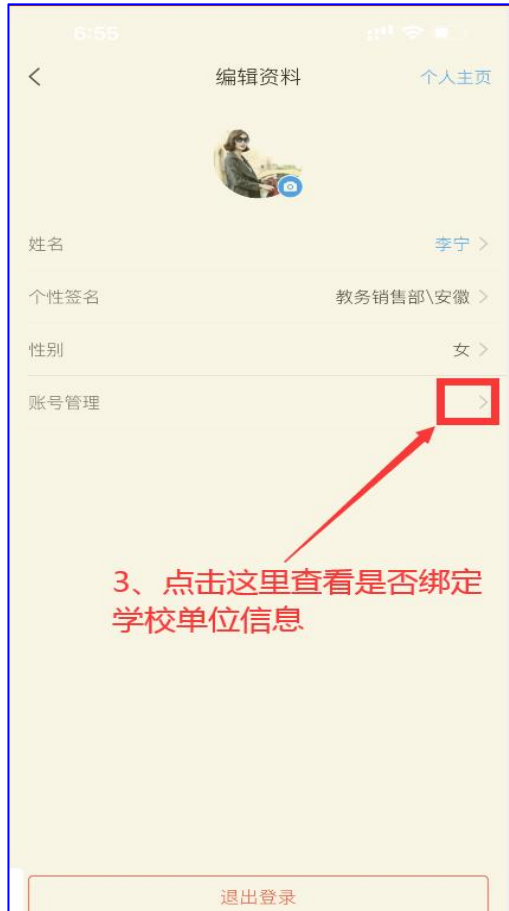 6:55
编辑资料
个人主页
姓名
李宁
个性签名
教务销售部\安徽
性别
女
账号管理
3、点击这里查看是否绑定
学校单位信息
退出登录